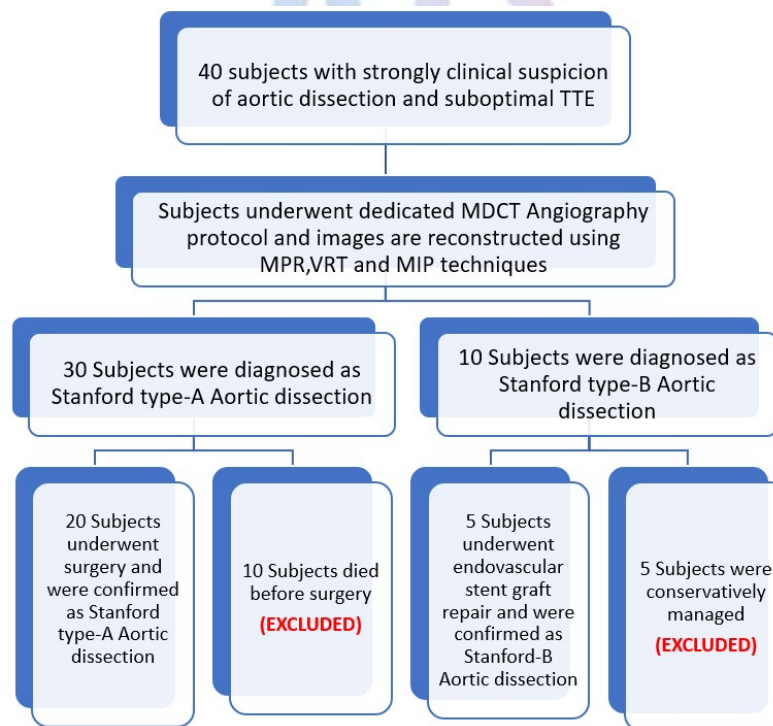 40 subjects with strongly clinical suspicion
of aortic dissection and suboptimal TTE
Subjects underwent dedicated MDCT Angiography
protocol and images are reconstructed using
MPR,VRT and MIP techniques
30 Subjects were diagnosed as
Stanford type-A Aortic dissection
10 Subjects were diagnosed as
Stanford type-B Aortic
dissection
20 Subjects
underwent
surgery and
were confirmed
as Stanford
type-A Aortic
dissection
10 Subjects died
before surgery
(EXCLUDED)
5 Subjects
underwent
endovascular
stent graft
repair and were
confirmed as
Stanford-B
Aortic dissection
5 Subjects were
conservatively
managed
(EXCLUDED)